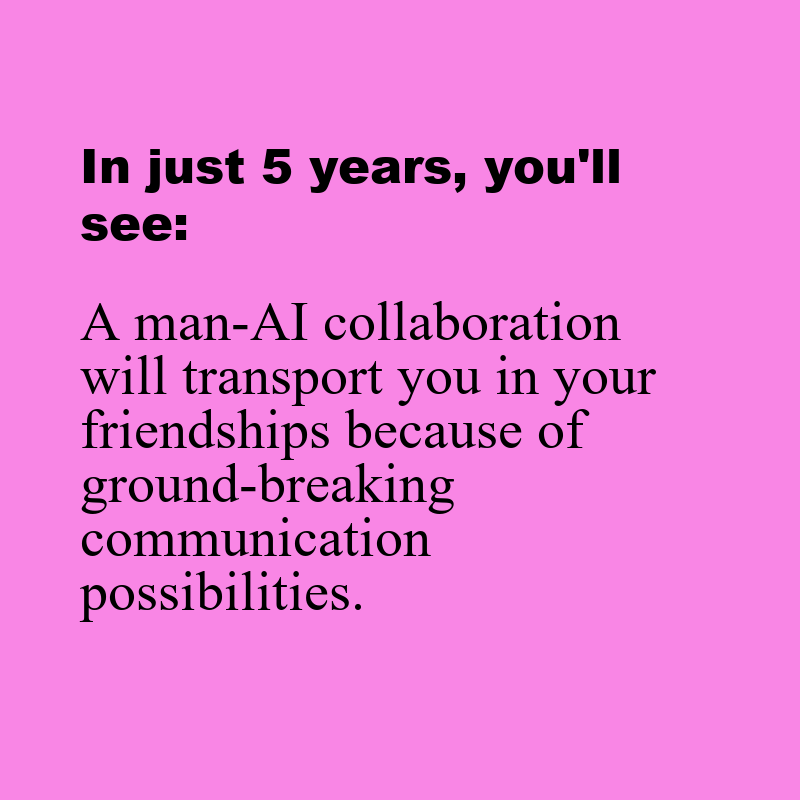 In just 5 years, you'll
see:
A man-AI collaboration
will transport you in your
friendships because of
ground-breaking
communication
possibilities.